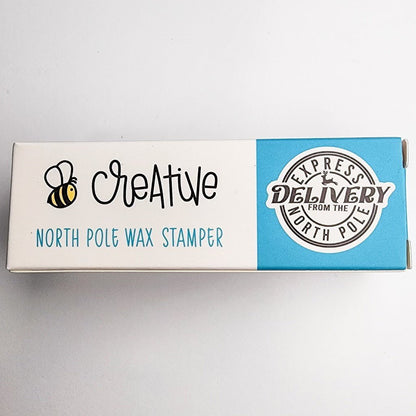 creative
NORTH POLE WAX STAMPER
EXPRESS
DELIVERY
FROM THE
NORTH POLE